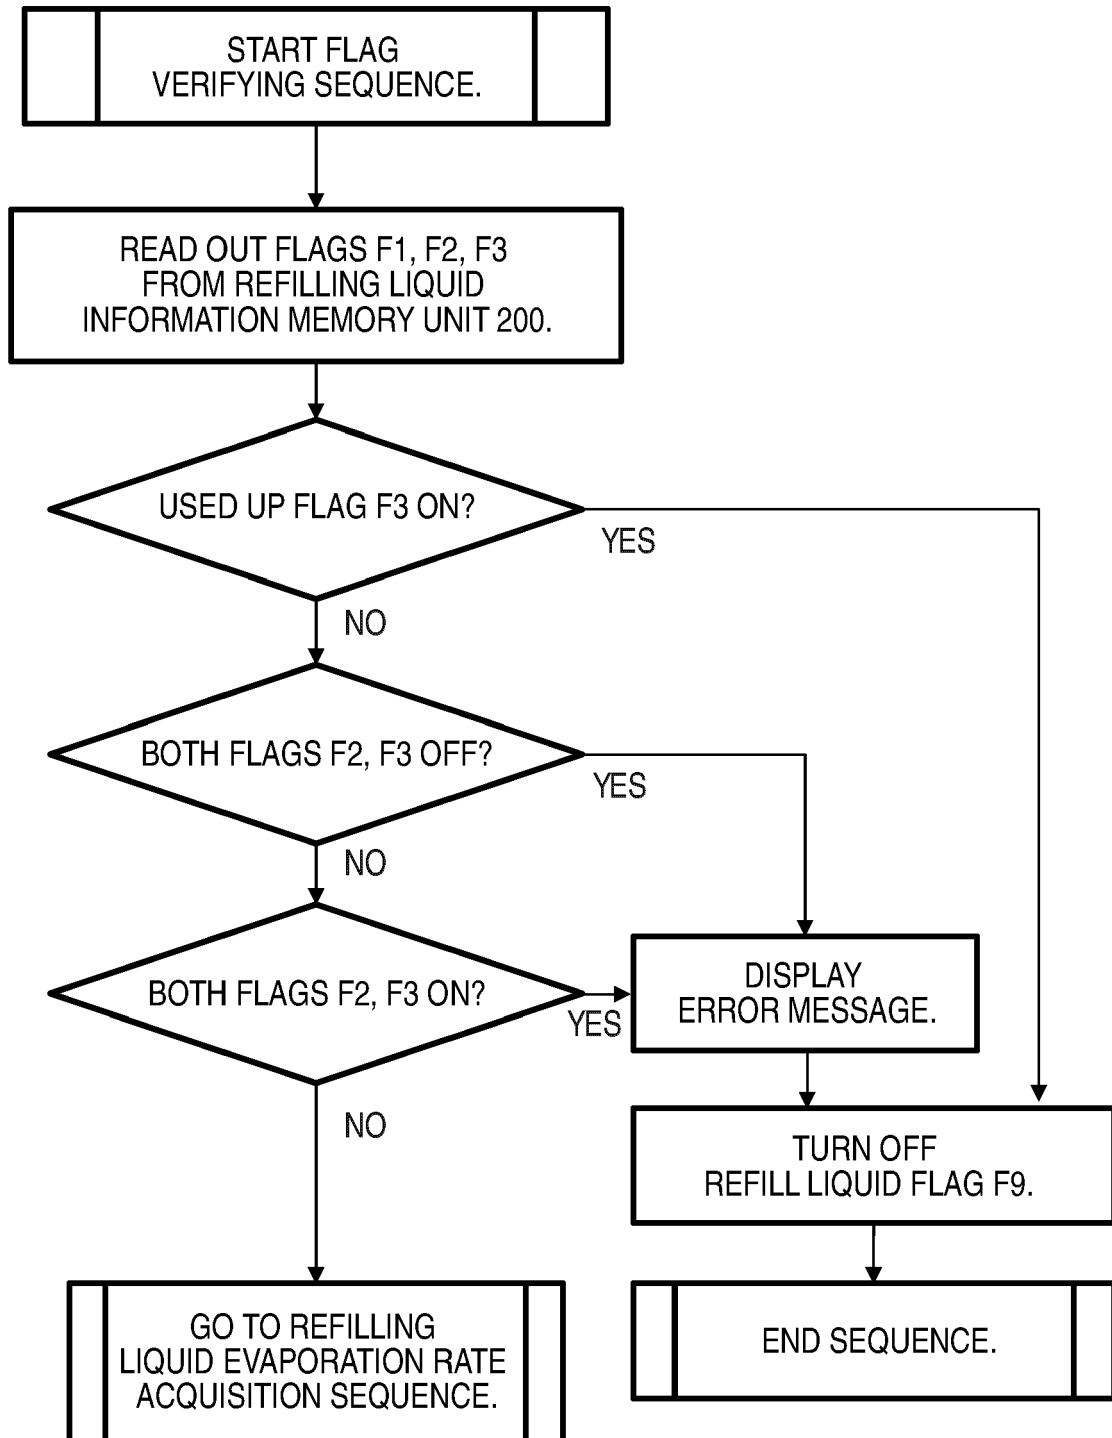 START FLAG
VERIFYING SEQUENCE.
READ OUT FLAGS F1, F2, F3
FROM REFILLING LIQUID
INFORMATION MEMORY UNIT 200.
USED UP FLAG F3 ON?
YES
NO
BOTH FLAGS F2, F3 OFF?
YES
NO
BOTH FLAGS F2, F3 ON?
YES
NO
DISPLAY
ERROR MESSAGE.
TURN OFF
REFILL LIQUID FLAG F9.
GO TO REFILLING
LIQUID EVAPORATION RATE
ACQUISITION SEQUENCE.
END SEQUENCE.